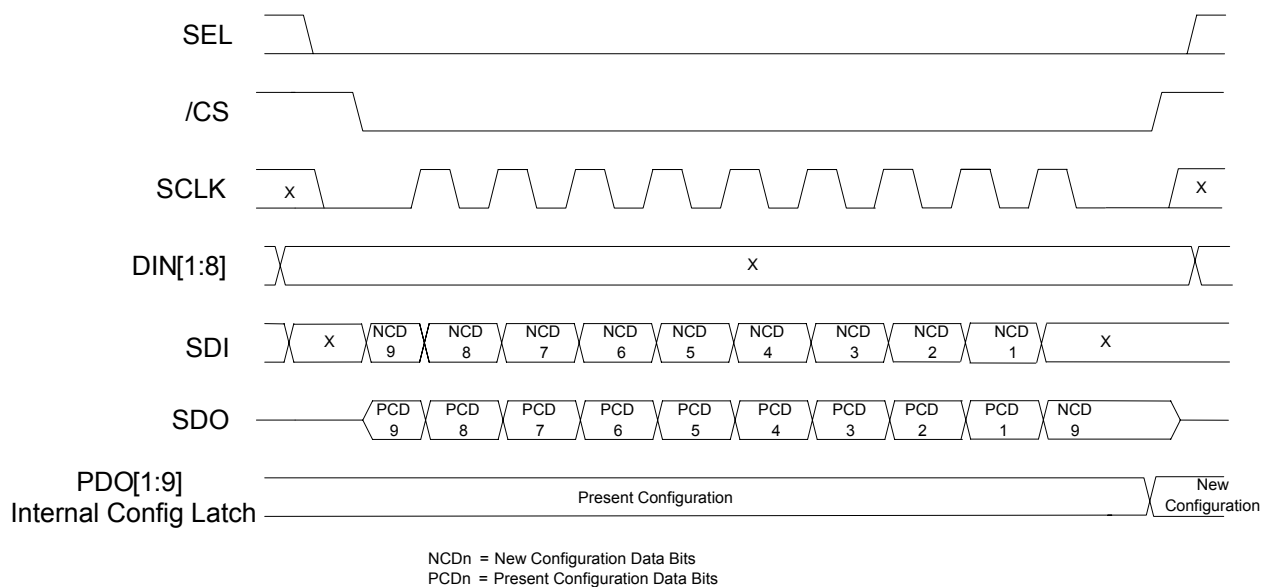 SEL
/CS
SCLK
X
X
DIN[1:8]
X
SDI
X
NCD
9
NCD
8
NCD
7
NCD
6
NCD
5
NCD
4
NCD
3
NCD
2
NCD
1
X
SDO
PCD
9
PCD
8
PCD
7
PCD
6
PCD
5
PCD
4
PCD
3
PCD
2
PCD
1
NCD
9
PDO[1:9]
Internal Config Latch
Present Configuration
New
Configuration
NCDn = New Configuration Data Bits
PCDn = Present Configuration Data Bits